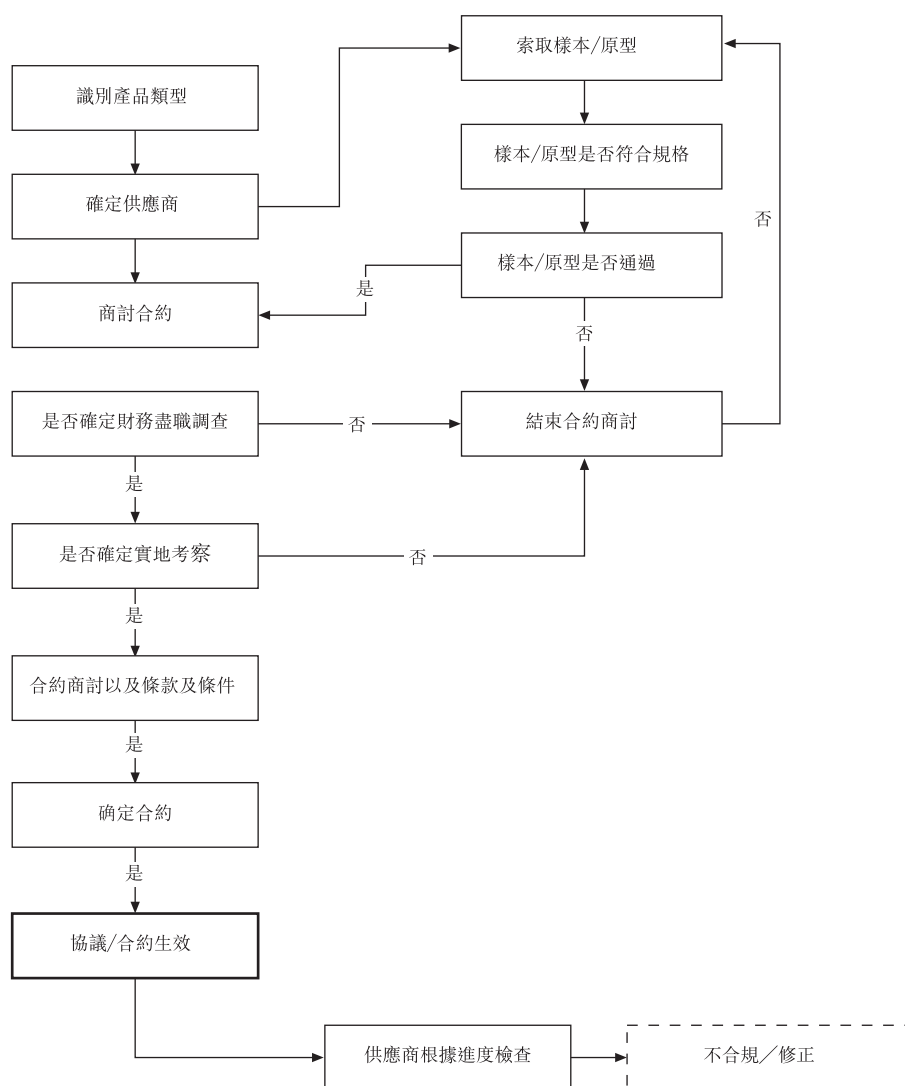 索取樣本/原型
識別產品類型
樣本/原型是否符合規格
確定供應商
否
樣本/原型是否通過
是
商討合約
否
是否確定財務盡職調查
否
結束合約商討
是
是否確定實地考察
否
是
合約商討以及條款及條件
是
确定合約
是
協議/合約生效
供應商根據進度檢查
不合規／修正